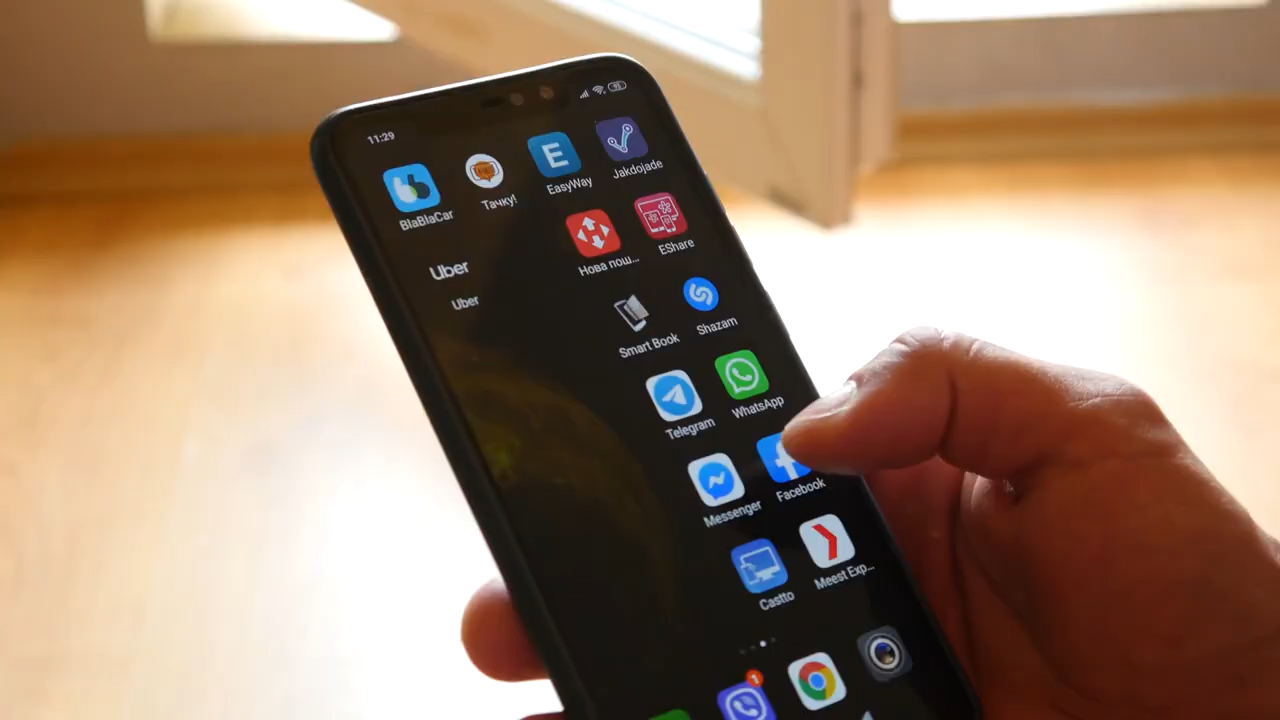 11:29
BlaBlaCar
Тачку!
E
EasyWay
Jakdojade
Нова пош...
EShare
Uber
Uber
Smart Book
Shazam
Telegram
WhatsApp
Messenger
Facebook
Castto
Meest Exp...
1